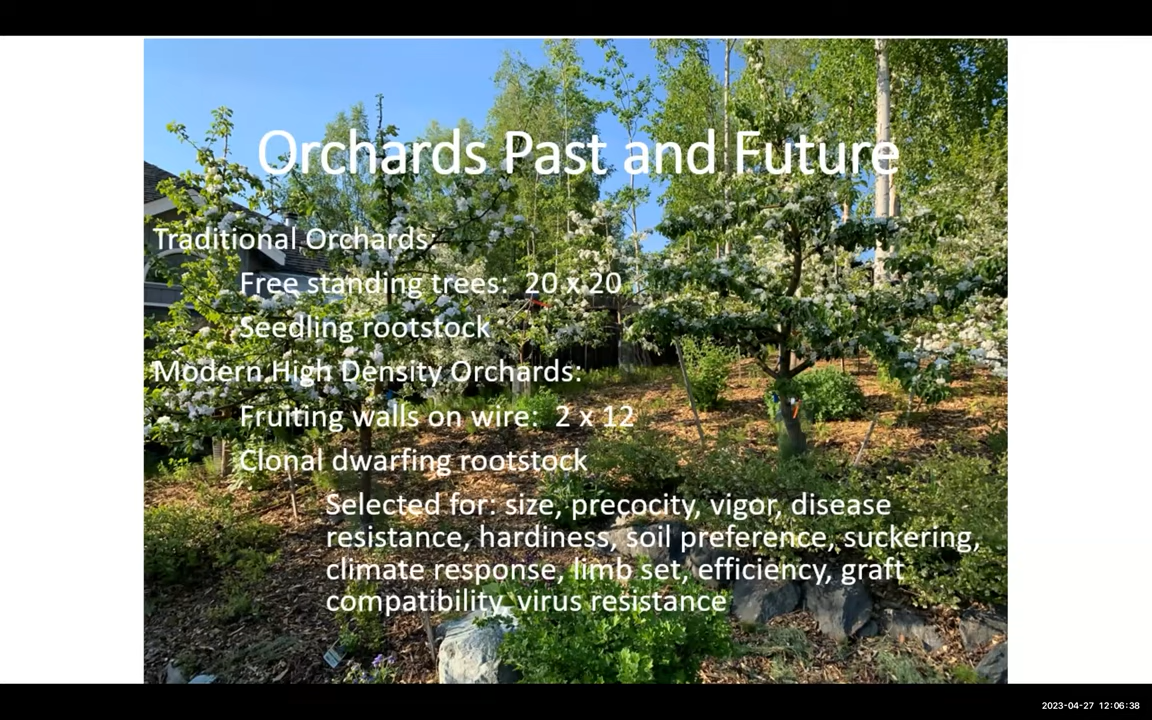 Orchards Past and Future
Traditional Orchards:
Free standing trees:  20 x 20
Seedling rootstock
Modern High Density Orchards:
Fruiting walls on wire:  2 x 12
Clonal dwarfing rootstock
Selected for: size, precocity, vigor, disease
resistance, hardiness, soil preference, suckering,
climate response, limb set, efficiency, graft
compatibility, virus resistance
2023-04-27 12:06:38